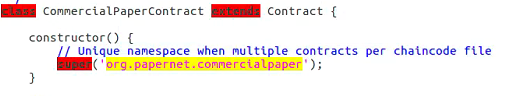 class CommercialPaperContract extends Contract {
constructor() {
// Unique namespace when multiple contracts per chaincode file
super('org.papernet.commercialpaper');
}